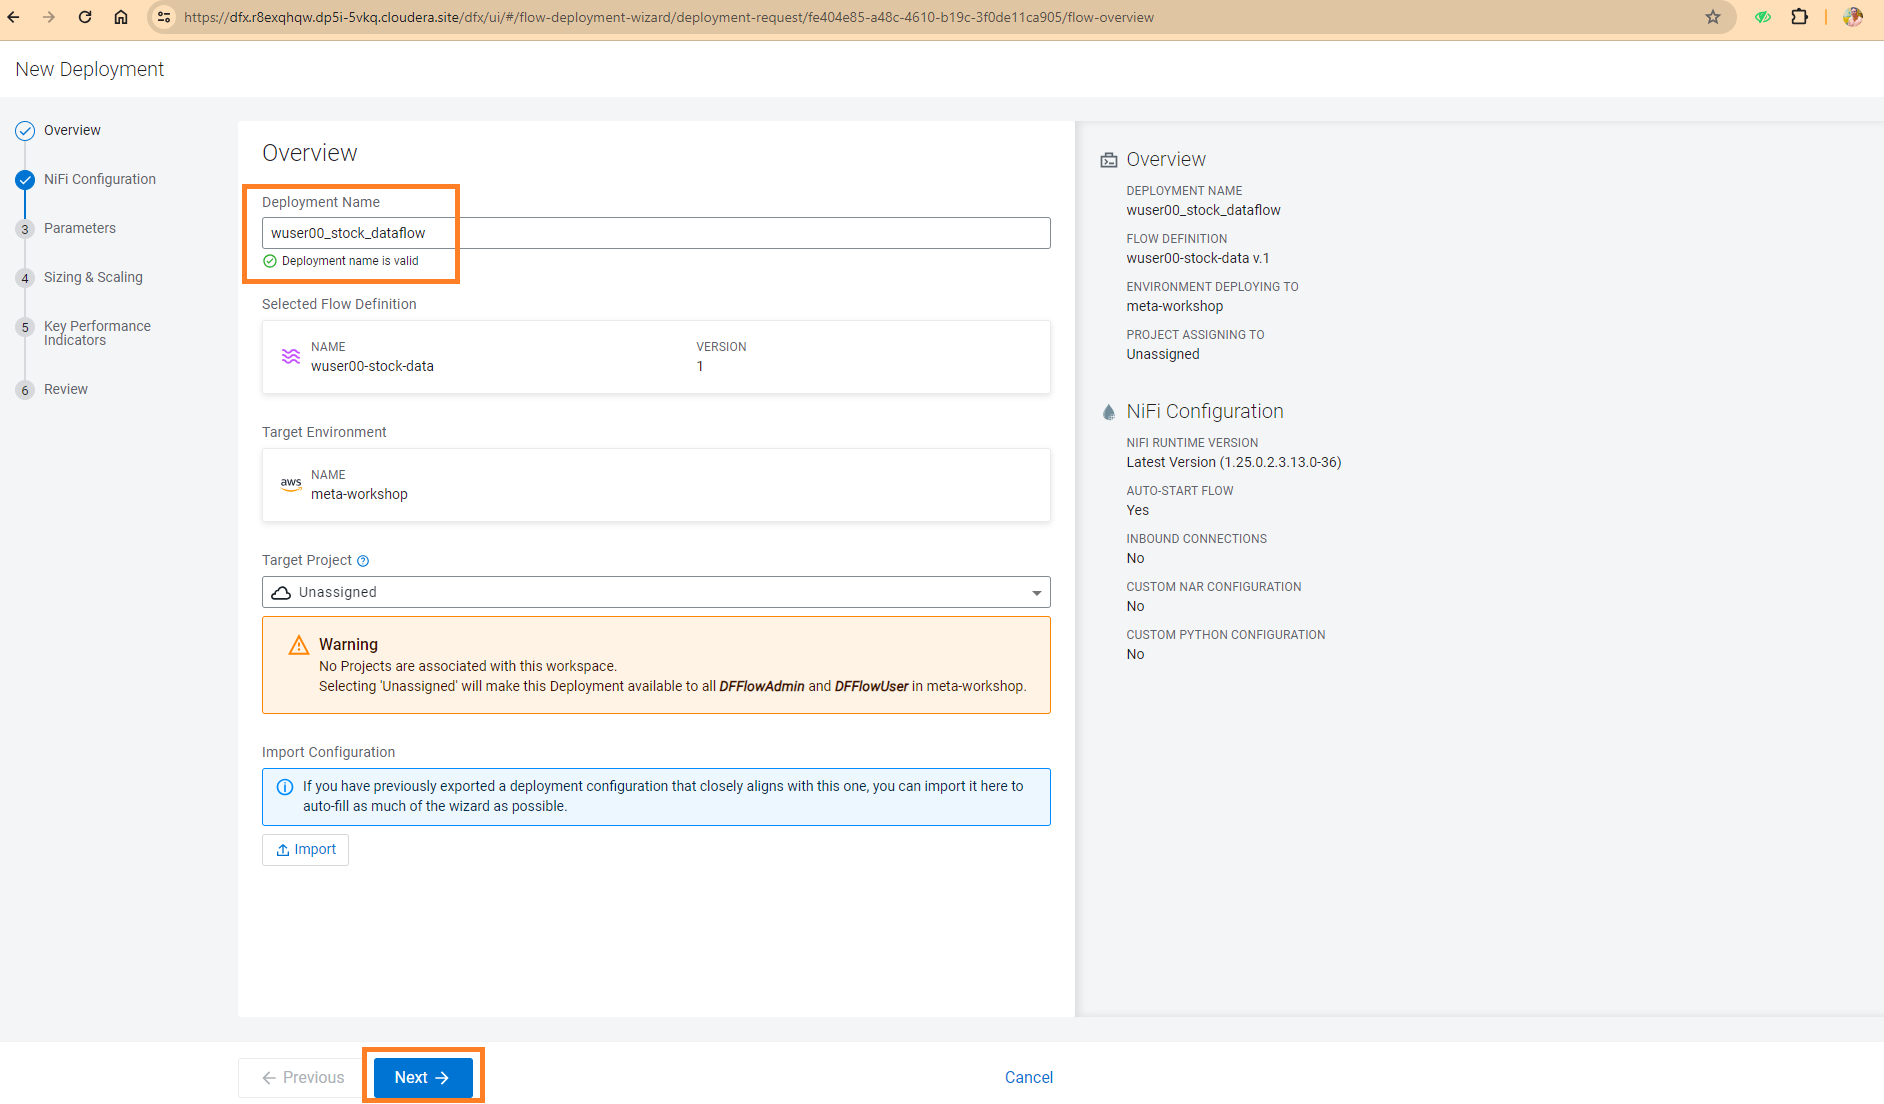 https://dfx.r8exqhqw.dp5i-5vkq.cloudera.site/dfx/ui/#/flow-deployment-wizard/deployment-request/fe404e85-a48c-4610-b19c-3f0de11ca905/flow-overview
New Deployment
Overview
NiFi Configuration
3 Parameters
4 Sizing & Scaling
5 Key Performance
Indicators
6 Review
Overview
Deployment Name
wuser00_stock_dataflow
Deployment name is valid
Selected Flow Definition
NAME VERSION
wuser00-stock-data 1
Target Environment
aws
NAME
meta-workshop
Target Project
Unassigned
Warning
No Projects are associated with this workspace.
Selecting 'Unassigned' will make this Deployment available to all DFFlowAdmin and DFFlowUser in meta-workshop.
Import Configuration
If you have previously exported a deployment configuration that closely aligns with this one, you can import it here to
auto-fill as much of the wizard as possible.
Import
Overview
DEPLOYMENT NAME
wuser00_stock_dataflow
FLOW DEFINITION
wuser00-stock-data v.1
ENVIRONMENT DEPLOYING TO
meta-workshop
PROJECT ASSIGNING TO
Unassigned
NiFi Configuration
NIFI RUNTIME VERSION
Latest Version (1.25.0.2.3.13.0-36)
AUTO-START FLOW
Yes
INBOUND CONNECTIONS
No
CUSTOM NAR CONFIGURATION
No
CUSTOM PYTHON CONFIGURATION
No
Previous Next Cancel